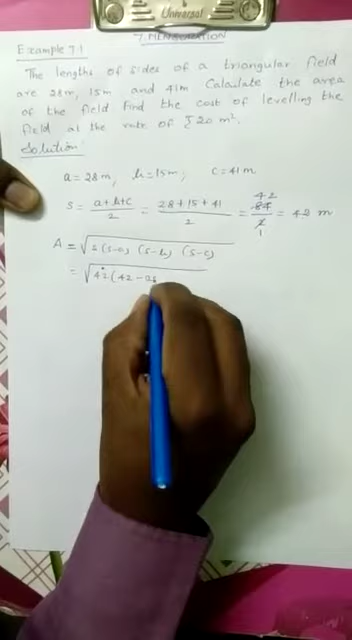 Universal
7. MENSURATION
Example 7.1
The lengths of sides of a triangular field
are 28m, 15m and 41m Calculate the area
of the field Find the cost of levelling the
field at the rate of ₹20 m².
Solution:
a = 28 m, b = 15 m; c = 41 m
S = a+b+c/2 = 28+15+41/2 = 84/2 = 42 m
42
1
A = √s(s-a) (s-b) (s-c)
= √42(42-28